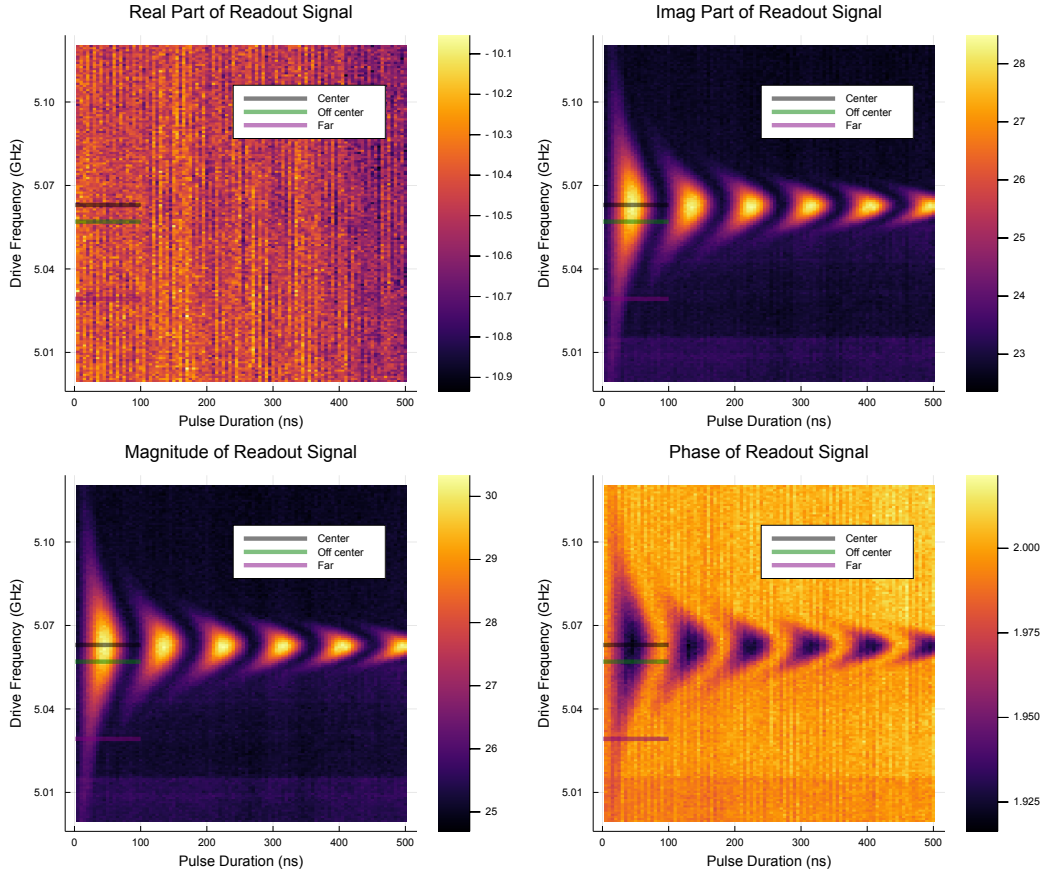 Real Part of Readout Signal
Drive Frequency (GHz)
5.10
5.07
5.04
5.01
0 100 200 300 400 500
Pulse Duration (ns)
Center
Off center
Far
- 10.1
- 10.2
- 10.3
- 10.4
- 10.5
- 10.6
- 10.7
- 10.8
- 10.9
Imag Part of Readout Signal
Drive Frequency (GHz)
5.10
5.07
5.04
5.01
0 100 200 300 400 500
Pulse Duration (ns)
Center
Off center
Far
28
27
26
25
24
23
Magnitude of Readout Signal
Drive Frequency (GHz)
5.10
5.07
5.04
5.01
0 100 200 300 400 500
Pulse Duration (ns)
Center
Off center
Far
30
29
28
27
26
25
Phase of Readout Signal
Drive Frequency (GHz)
5.10
5.07
5.04
5.01
0 100 200 300 400 500
Pulse Duration (ns)
Center
Off center
Far
2.000
1.975
1.950
1.925